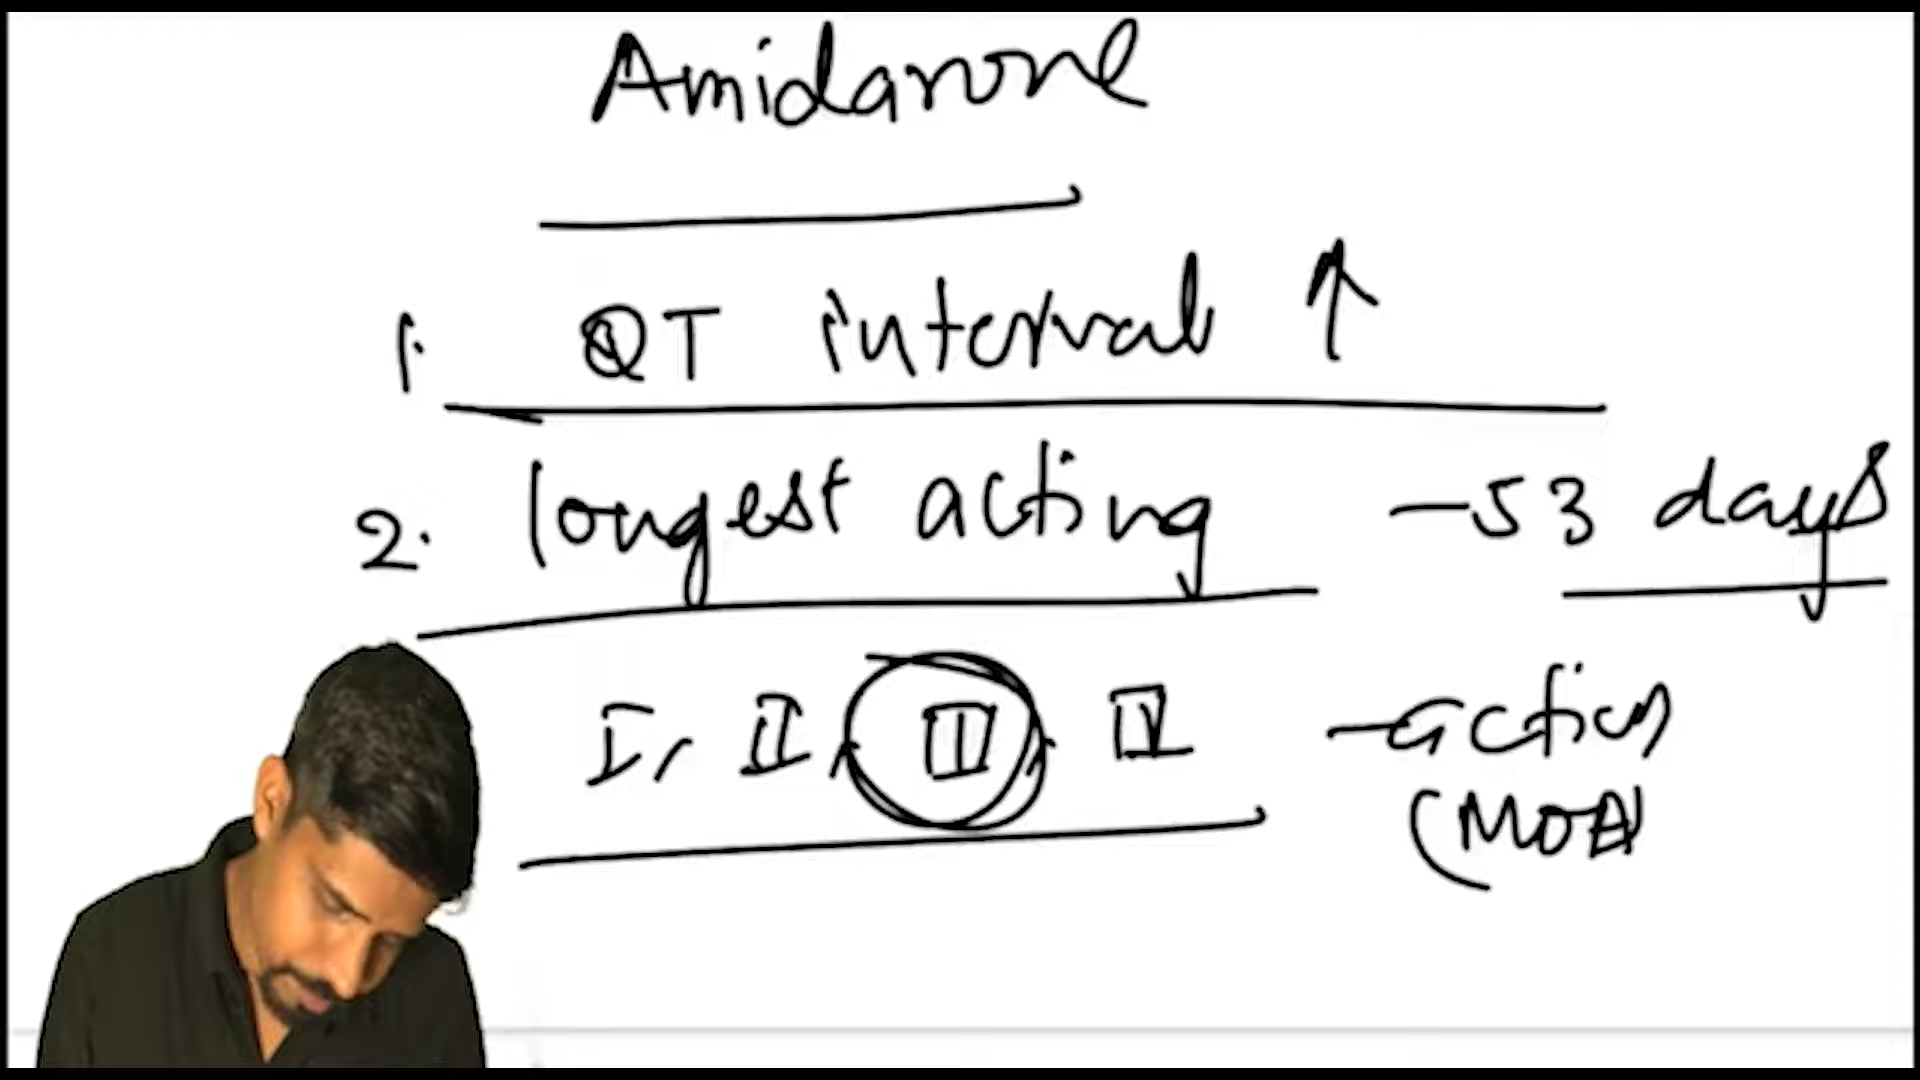 Amidarone
1. QT interval ↑
2. longest acting - 53 days
I, II, III, IV - action
(MOA)